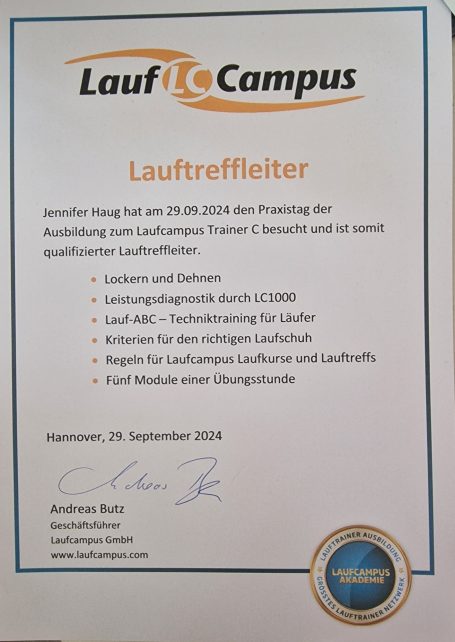 Lauf LC Campus
Lauftreffleiter
Jennifer Haug hat am 29.09.2024 den Praxistag der
Ausbildung zum Laufcampus Trainer C besucht und ist somit
qualifizierter Lauftreffleiter.
• Lockern und Dehnen
• Leistungsdiagnostik durch LC1000
• Lauf-ABC – Techniktraining für Läufer
• Kriterien für den richtigen Laufschuh
• Regeln für Laufcampus Laufkurse und Lauftreffs
• Fünf Module einer Übungsstunde
Hannover, 29. September 2024
Andreas Butz
Geschäftsführer
Laufcampus GmbH
www.laufcampus.com
LAUFTRAINER AUSBILDUNG
LAUFCAMPUS
AKADEMIE
GRÖSSTES LAUFTRAINER NETZWERK